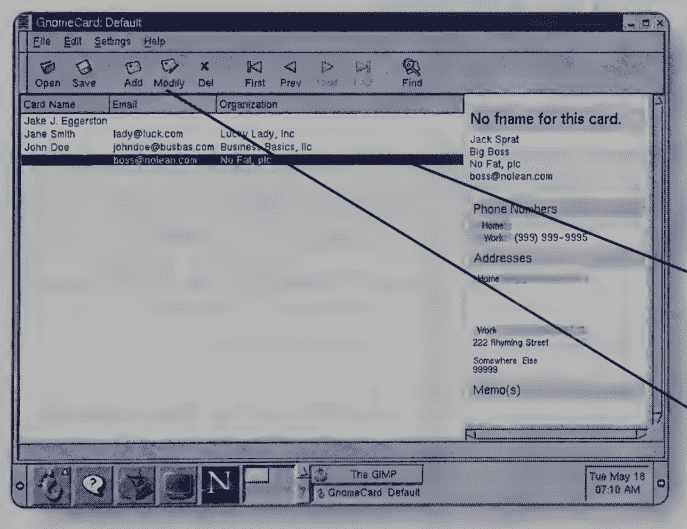 GnomeCard: Default
File Edit Settings Help
Open Save Add Modify Del First Prev Find
Card Name Email Organization
Jake J. Eggerston
Jane Smith lady@luck.com Lucky Lady, Inc
John Doe johndoe@busbas.com Business Basics, llc
boss@nolean.com No Fat, plc
No fname for this card.
Jack Sprat
Big Boss
No Fat, plc
boss@nolean.com
Phone Numbers
Home:
Work: (999) 999-9995
Addresses
Home
Work
222 Rhyming Street
Somewhere Else
99999
Memo(s)
N
The GIMP
GnomeCard Default
Tue May 18
07:10 AM